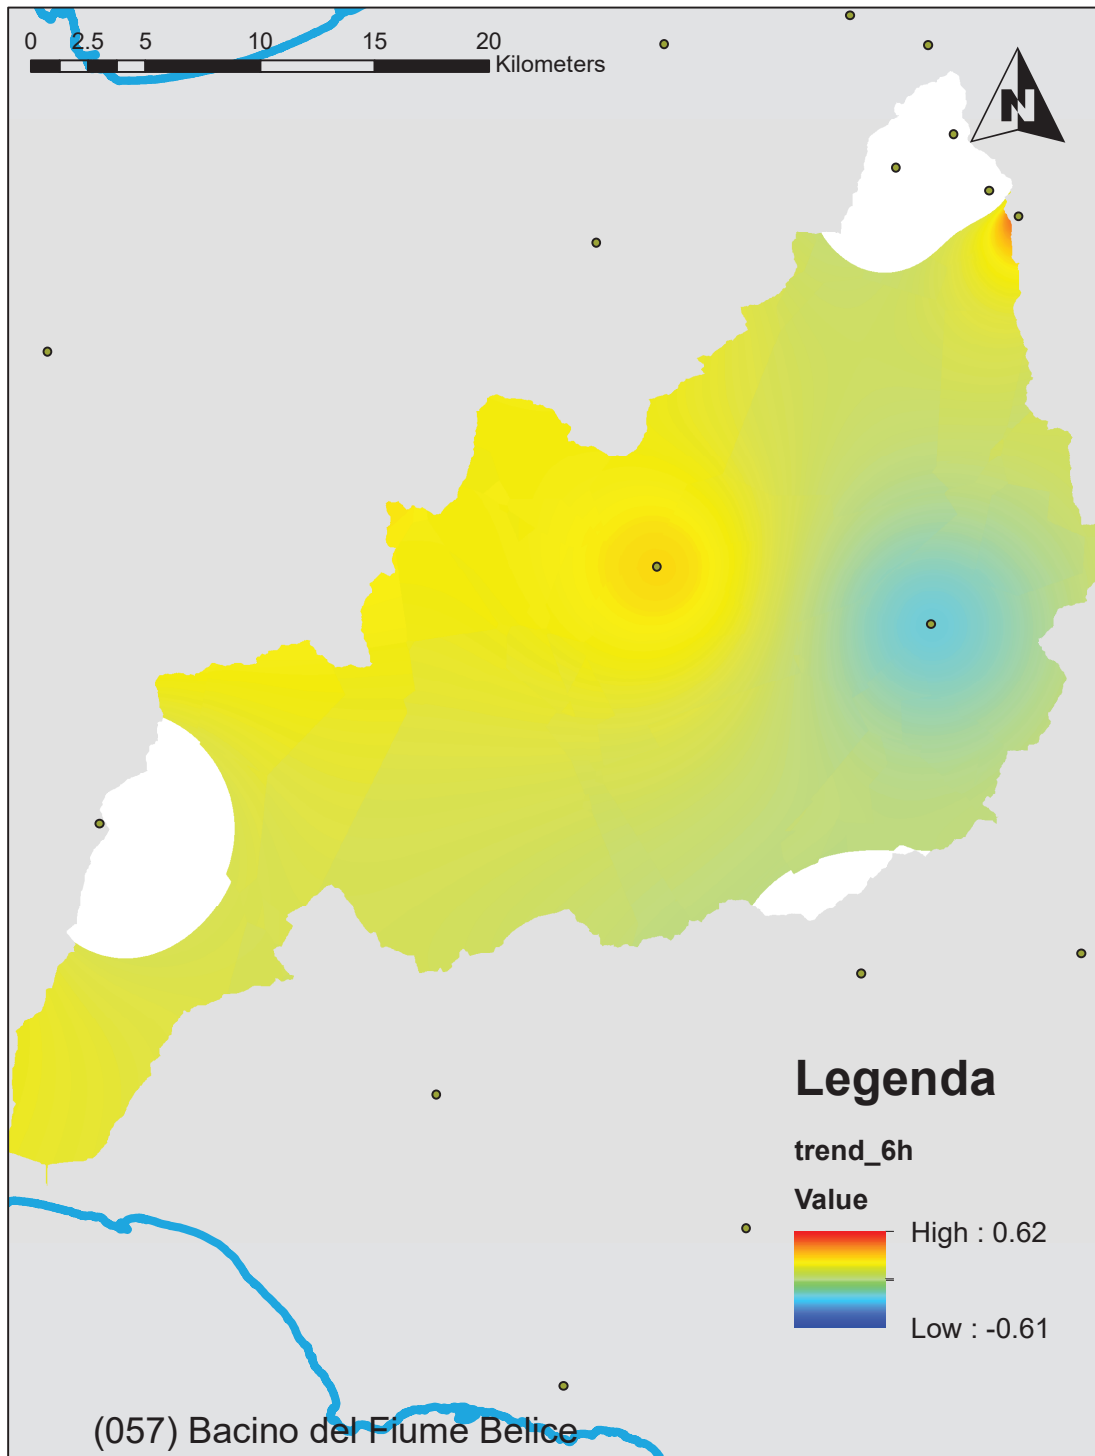 0 2.5 5 10 15 20
Kilometers
N
Legenda
trend_6h
Value
High : 0.62
Low : -0.61
(057) Bacino del Fiume Belice